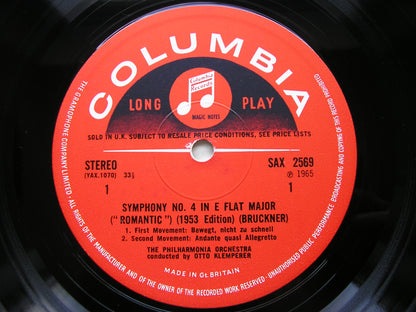 COLUMBIA
Columbia
Records
MAGIC NOTES
LONG PLAY
SOLD IN U.K. SUBJECT TO RESALE PRICE CONDITIONS, SEE PRICE LISTS
STEREO SAX 2569
(YAX.1070) 33⅓ ℗ 1965
1 1
SYMPHONY NO. 4 IN E FLAT MAJOR
("ROMANTIC") (1953 Edition) (BRUCKNER)
1. First Movement: Bewegt, nicht zu schnell
2. Second Movement: Andante quasi Allegretto
THE PHILHARMONIA ORCHESTRA
conducted by OTTO KLEMPERER
MADE IN Gt. BRITAIN
THE GRAMOPHONE COMPANY LIMITED · ALL RIGHTS OF THE MANUFACTURER AND OF THE OWNER OF THE RECORDED WORK RESERVED · UNAUTHORISED PUBLIC PERFORMANCE BROADCASTING AND COPYING OF THIS RECORD PROHIBITED